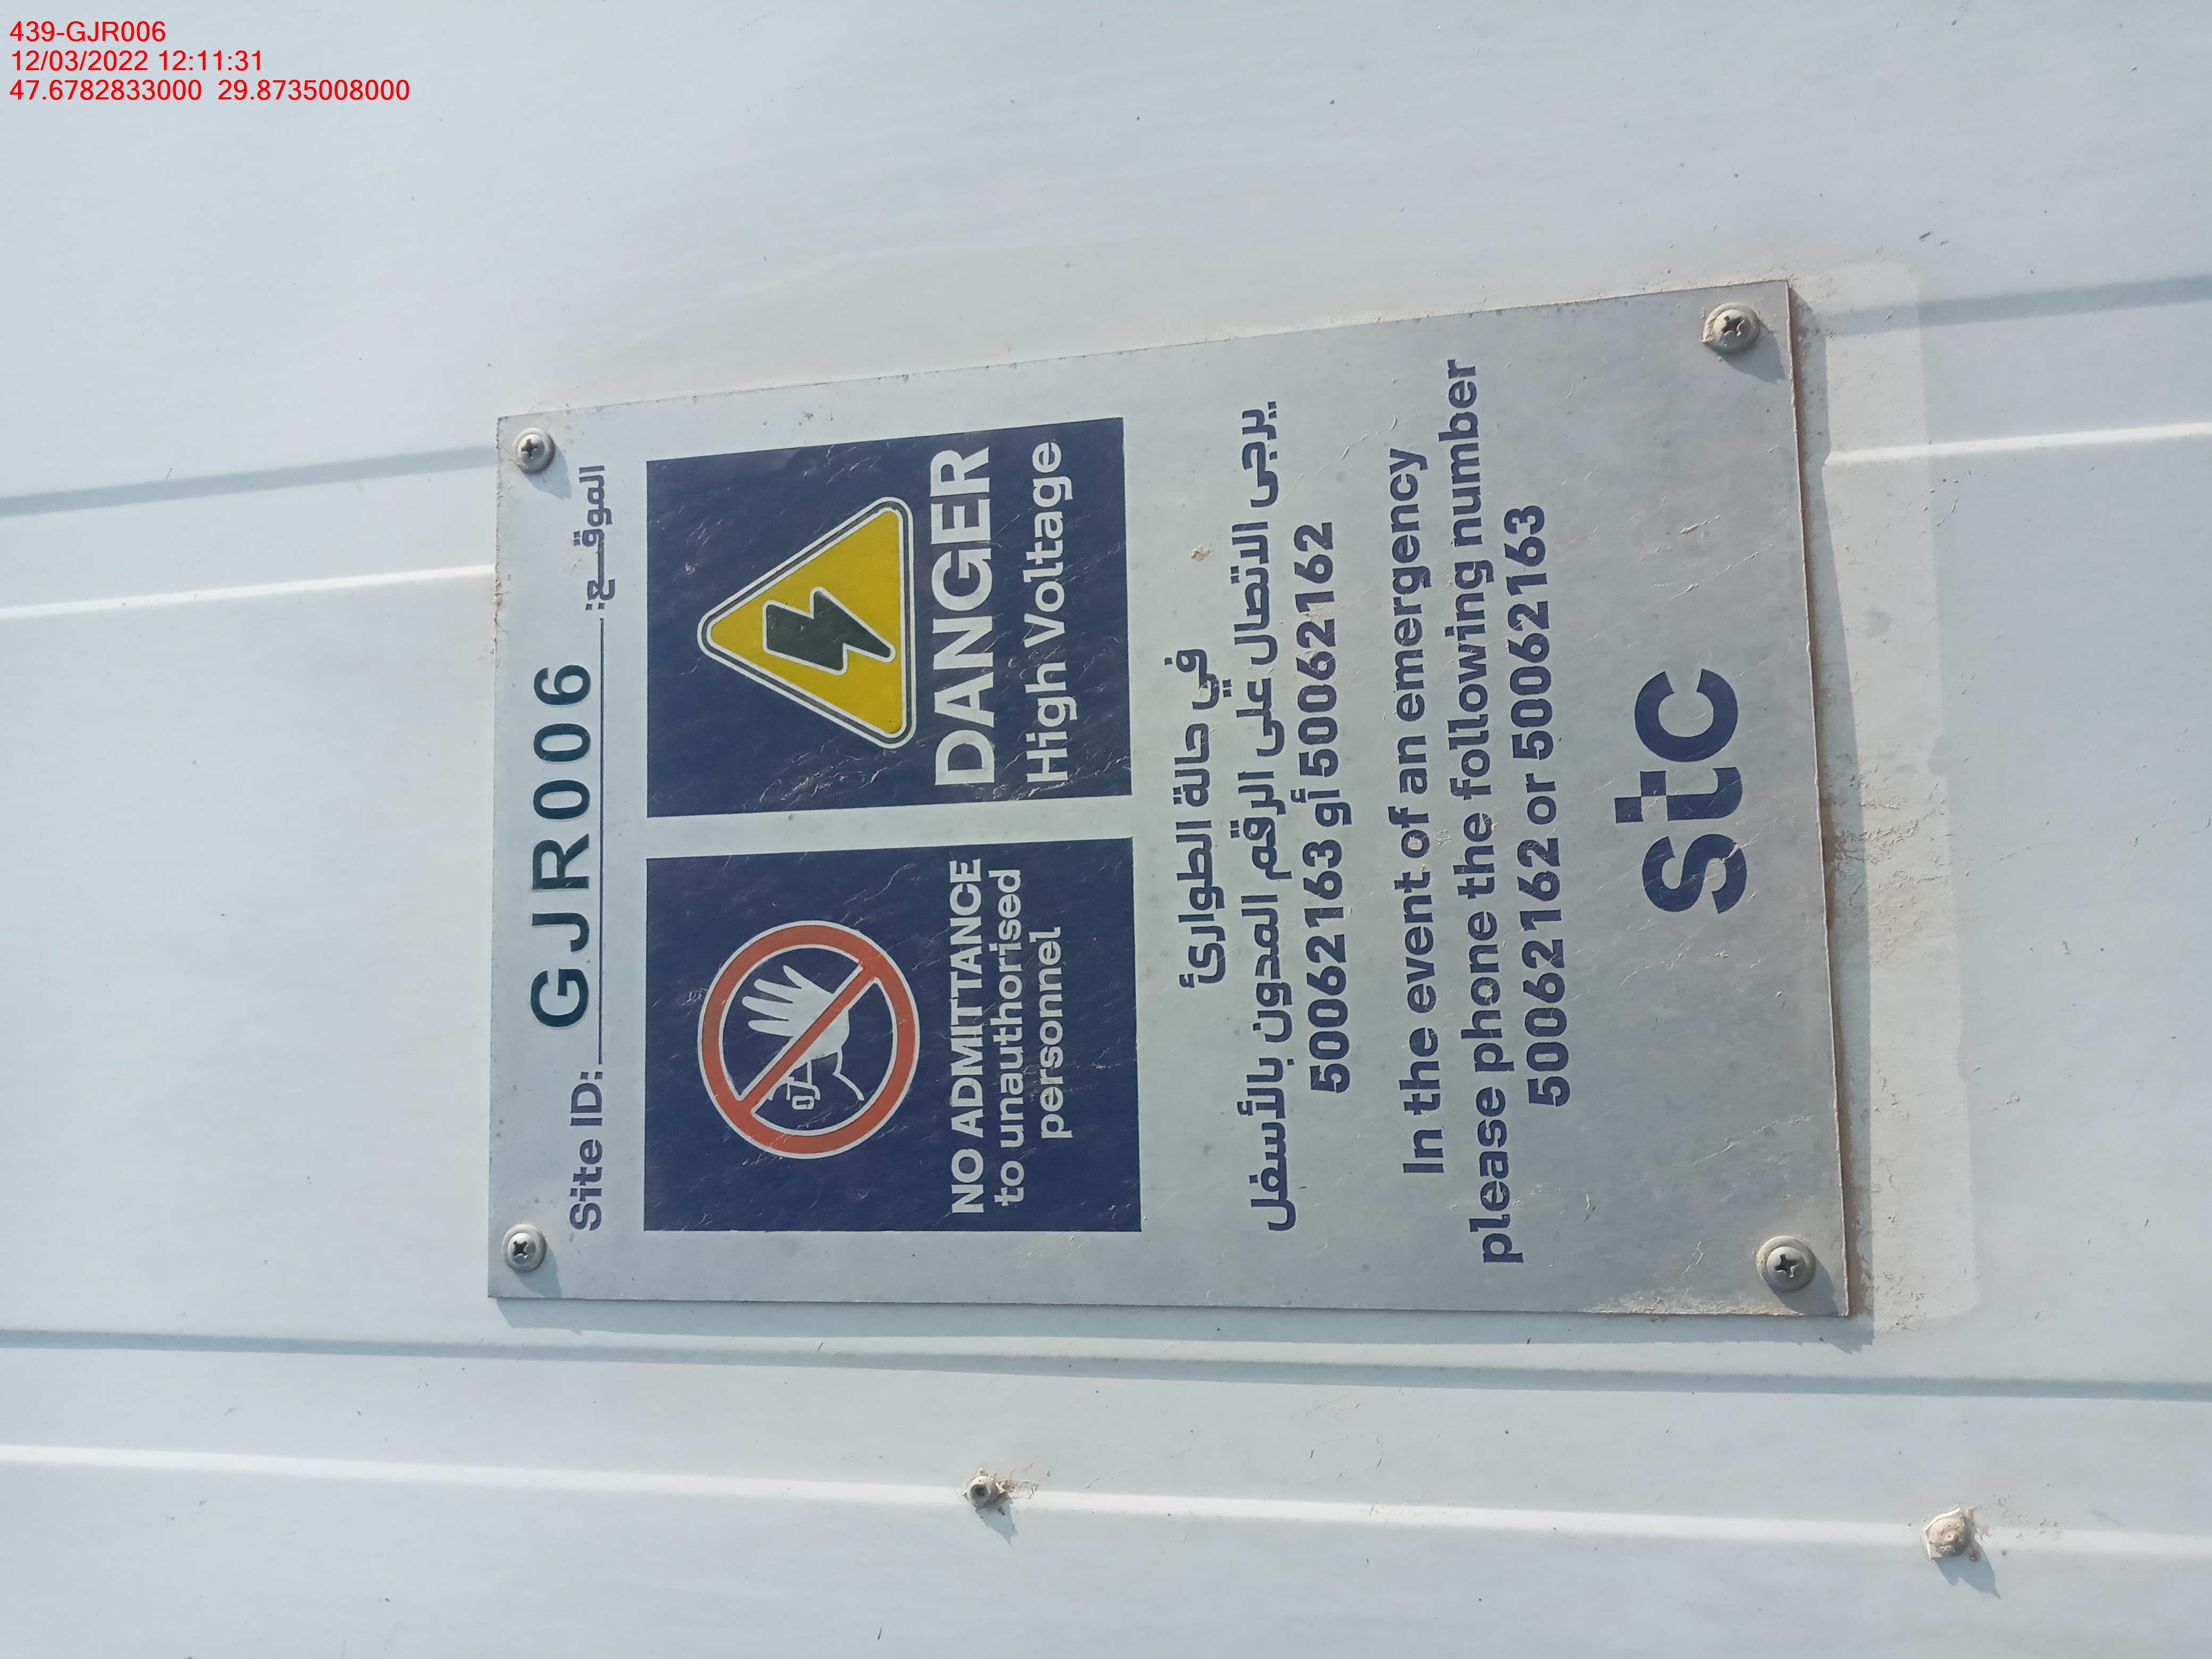 439-GJR006
12/03/2022 12:11:31
47.6782833000 29.8735008000
Site ID: GJR006 الموقـــع:
NO ADMITTANCE
to unauthorised
personnel
DANGER
High Voltage
في حالة الطوارئ
يرجى الاتصال على الرقم المدون بالأسفل
50062163 أو 50062162
In the event of an emergency
please phone the following number
50062162 or 50062163
stc